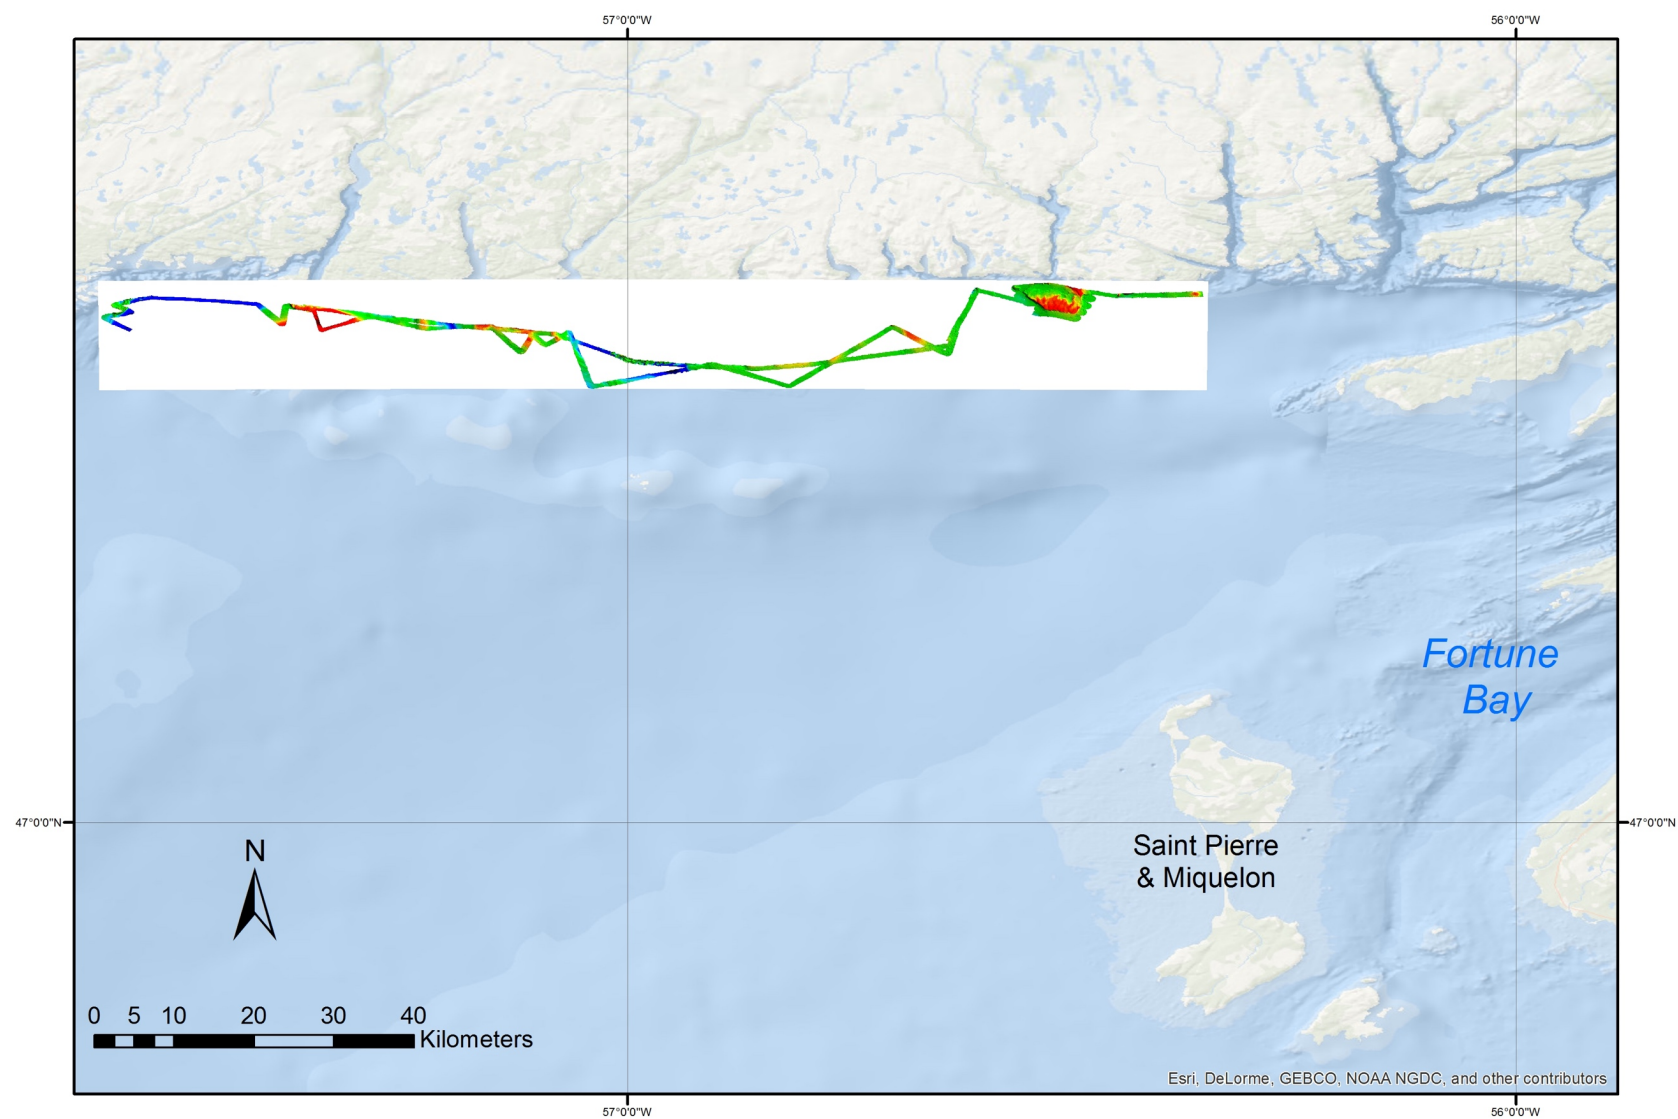 57°0'0"W
56°0'0"W
Fortune
Bay
47°0'0"N
47°0'0"N
Saint Pierre
& Miquelon
N
0 5 10 20 30 40
Kilometers
Esri, DeLorme, GEBCO, NOAA NGDC, and other contributors
57°0'0"W
56°0'0"W